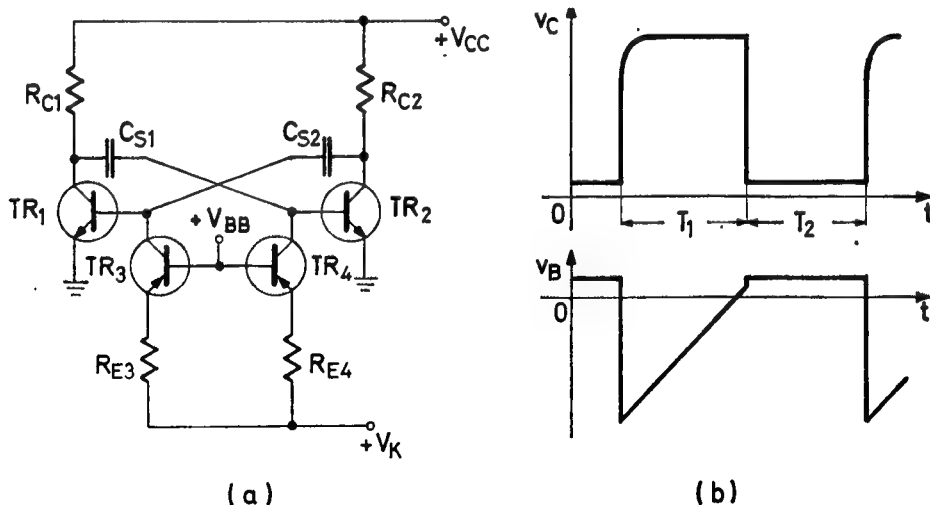 + VCC
RC1
RC2
CS1
CS2
TR1
TR2
+ VBB
TR3
TR4
RE3
RE4
+VK
(a)
vC
0
T1
T2
t
vB
0
t
(b)